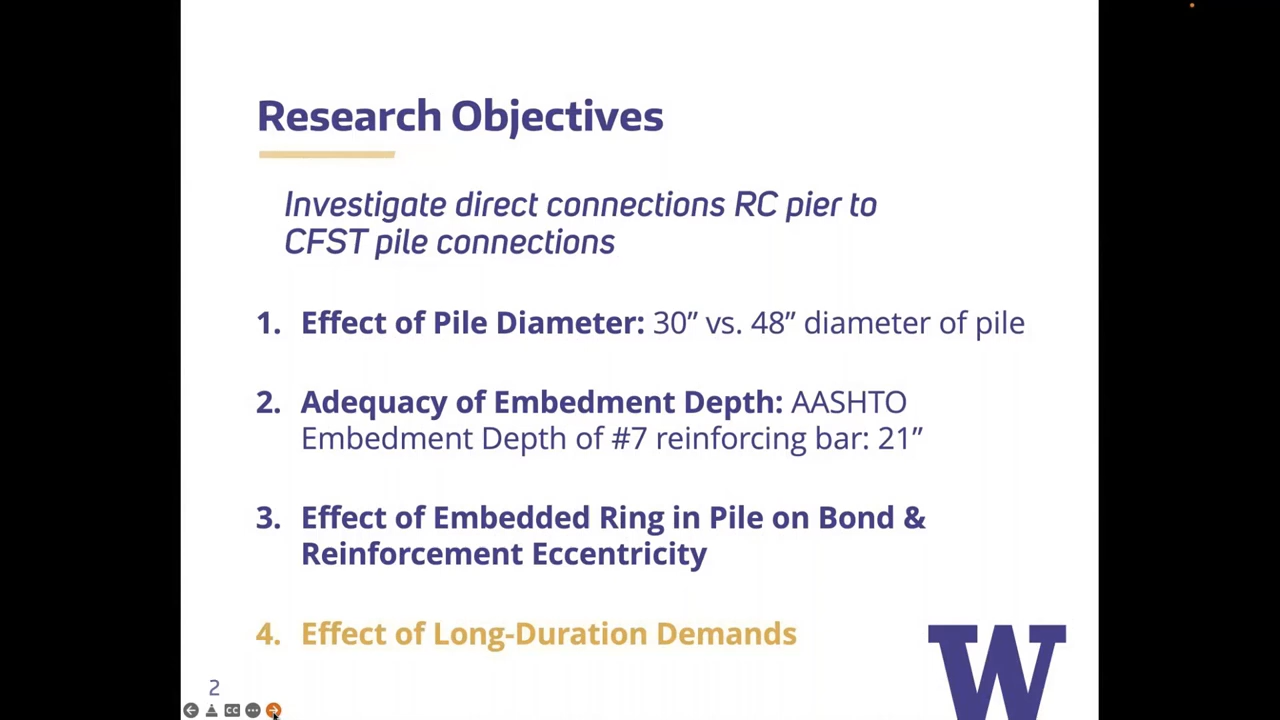 Research Objectives
Investigate direct connections RC pier to
CFST pile connections
1. Effect of Pile Diameter: 30” vs. 48” diameter of pile
2. Adequacy of Embedment Depth: AASHTO
Embedment Depth of #7 reinforcing bar: 21”
3. Effect of Embedded Ring in Pile on Bond &
Reinforcement Eccentricity
4. Effect of Long-Duration Demands
W
2
CC